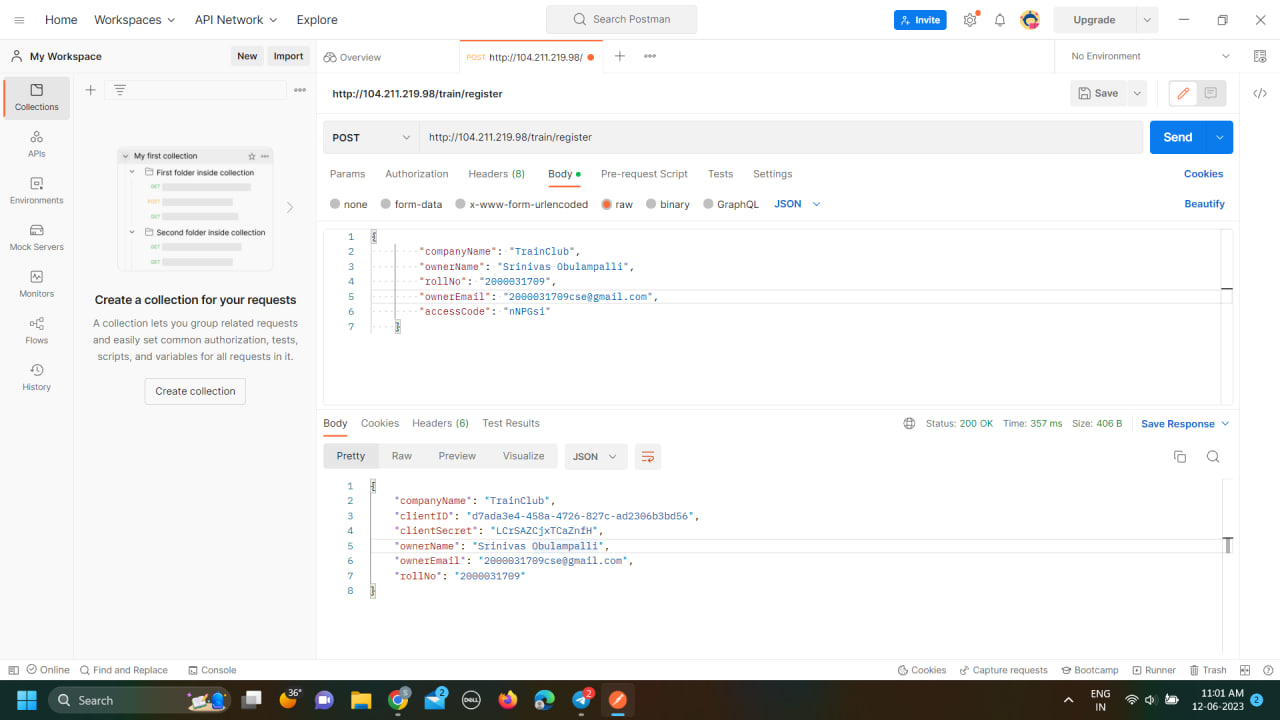 Home
Workspaces
API Network
Explore
Search Postman
Invite
Upgrade
My Workspace
New
Import
Overview
POST http://104.211.219.98/
No Environment
Collections
APIs
Environments
Mock Servers
Monitors
Flows
History
My first collection
First folder inside collection
GET
POST
GET
Second folder inside collection
GET
GET
Create a collection for your requests
A collection lets you group related requests
and easily set common authorization, tests,
scripts, and variables for all requests in it.
Create collection
http://104.211.219.98/train/register
Save
POST
http://104.211.219.98/train/register
Send
Params
Authorization
Headers (8)
Body
Pre-request Script
Tests
Settings
Cookies
none
form-data
x-www-form-urlencoded
raw
binary
GraphQL
JSON
Beautify
1 {
2 "companyName": "TrainClub",
3 "ownerName": "Srinivas Obulampalli",
4 "rollNo": "2000031709",
5 "ownerEmail": "2000031709cse@gmail.com",
6 "accessCode": "nNPGsi"
7 }
Body
Cookies
Headers (6)
Test Results
Status: 200 OK
Time: 357 ms
Size: 406 B
Save Response
Pretty
Raw
Preview
Visualize
JSON
1 {
2 "companyName": "TrainClub",
3 "clientID": "d7ada3e4-458a-4726-827c-ad2306b3bd56",
4 "clientSecret": "LCrSAZCjxTCaZnfH",
5 "ownerName": "Srinivas Obulampalli",
6 "ownerEmail": "2000031709cse@gmail.com",
7 "rollNo": "2000031709"
8 }
Online
Find and Replace
Console
Cookies
Capture requests
Bootcamp
Runner
Trash
Search
36°
S
2
DELL
2
ENG
IN
11:01 AM
12-06-2023
2